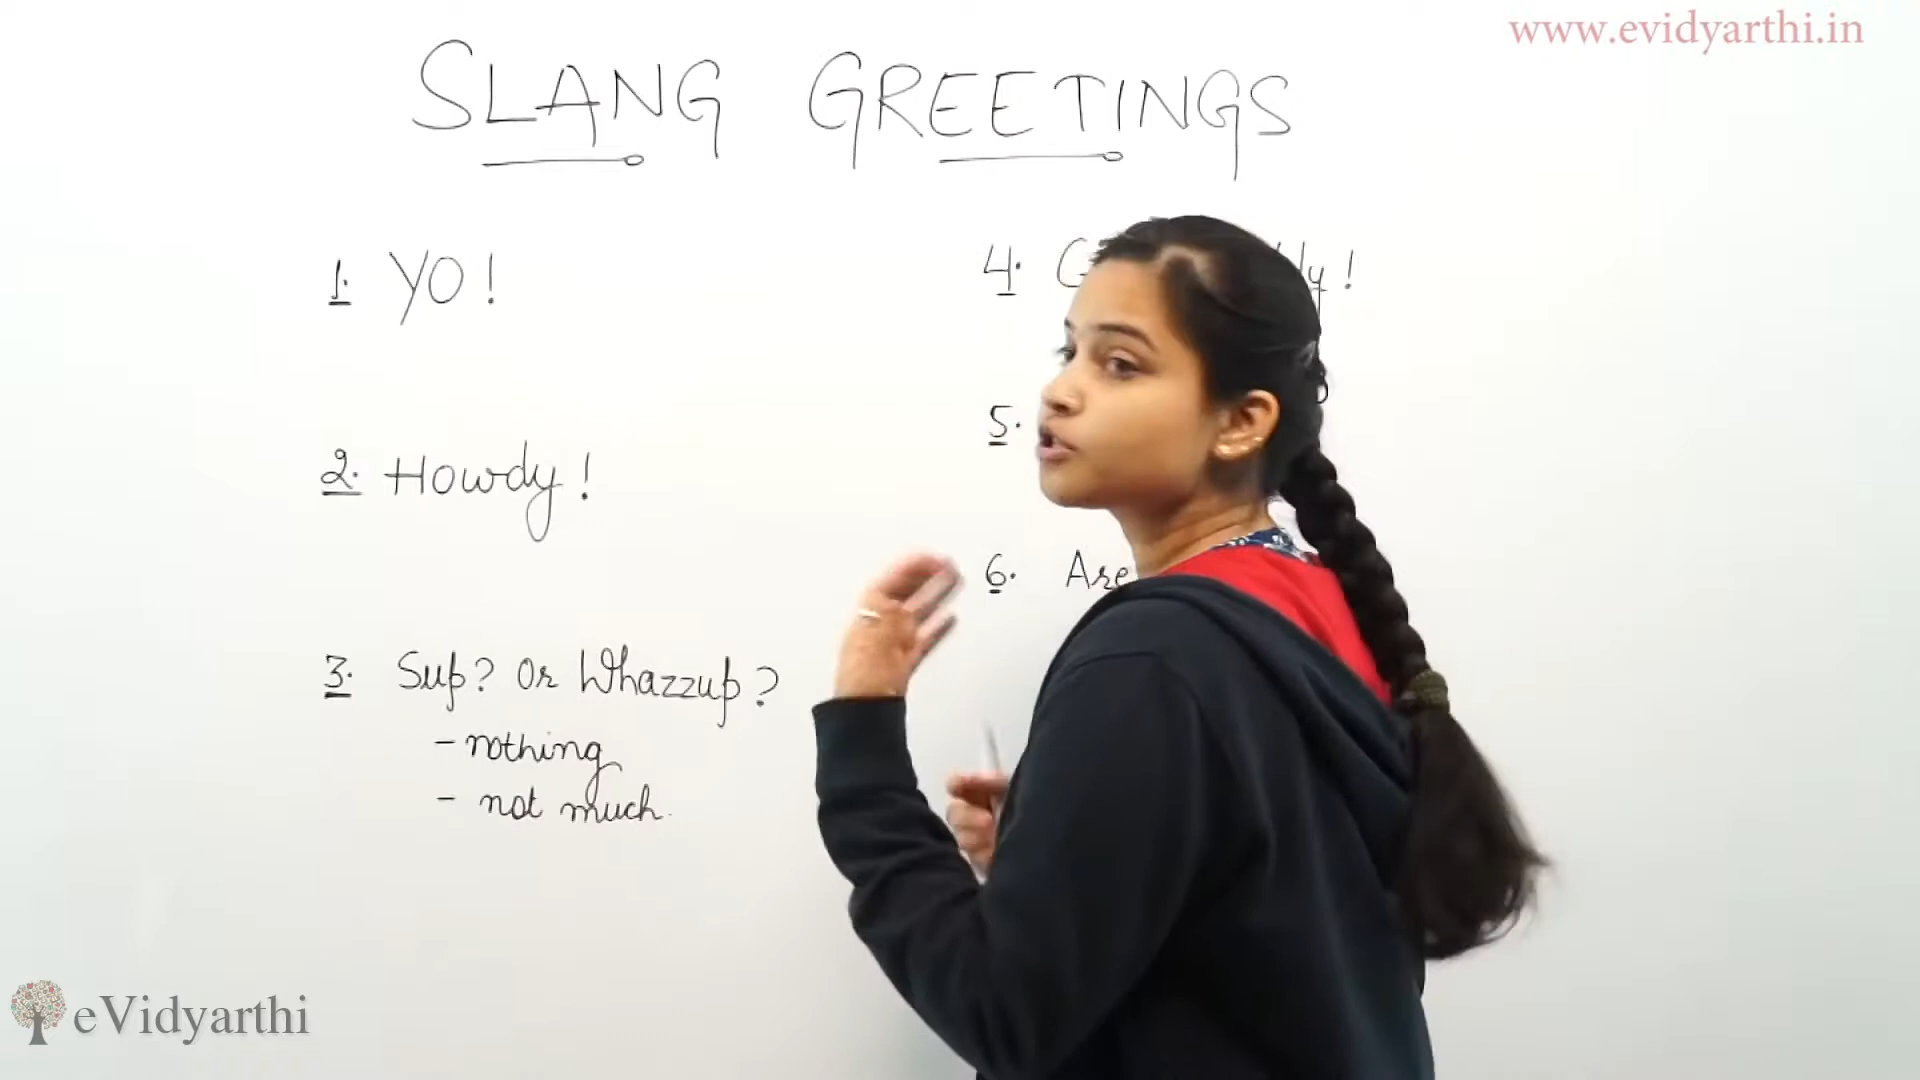 www.evidyarthi.in
SLANG GREETINGS
1. YO!
2. Howdy!
3. Sup? Or Whazzup?
- nothing
- not much.
4.
5.
6. Are
eVidyarthi